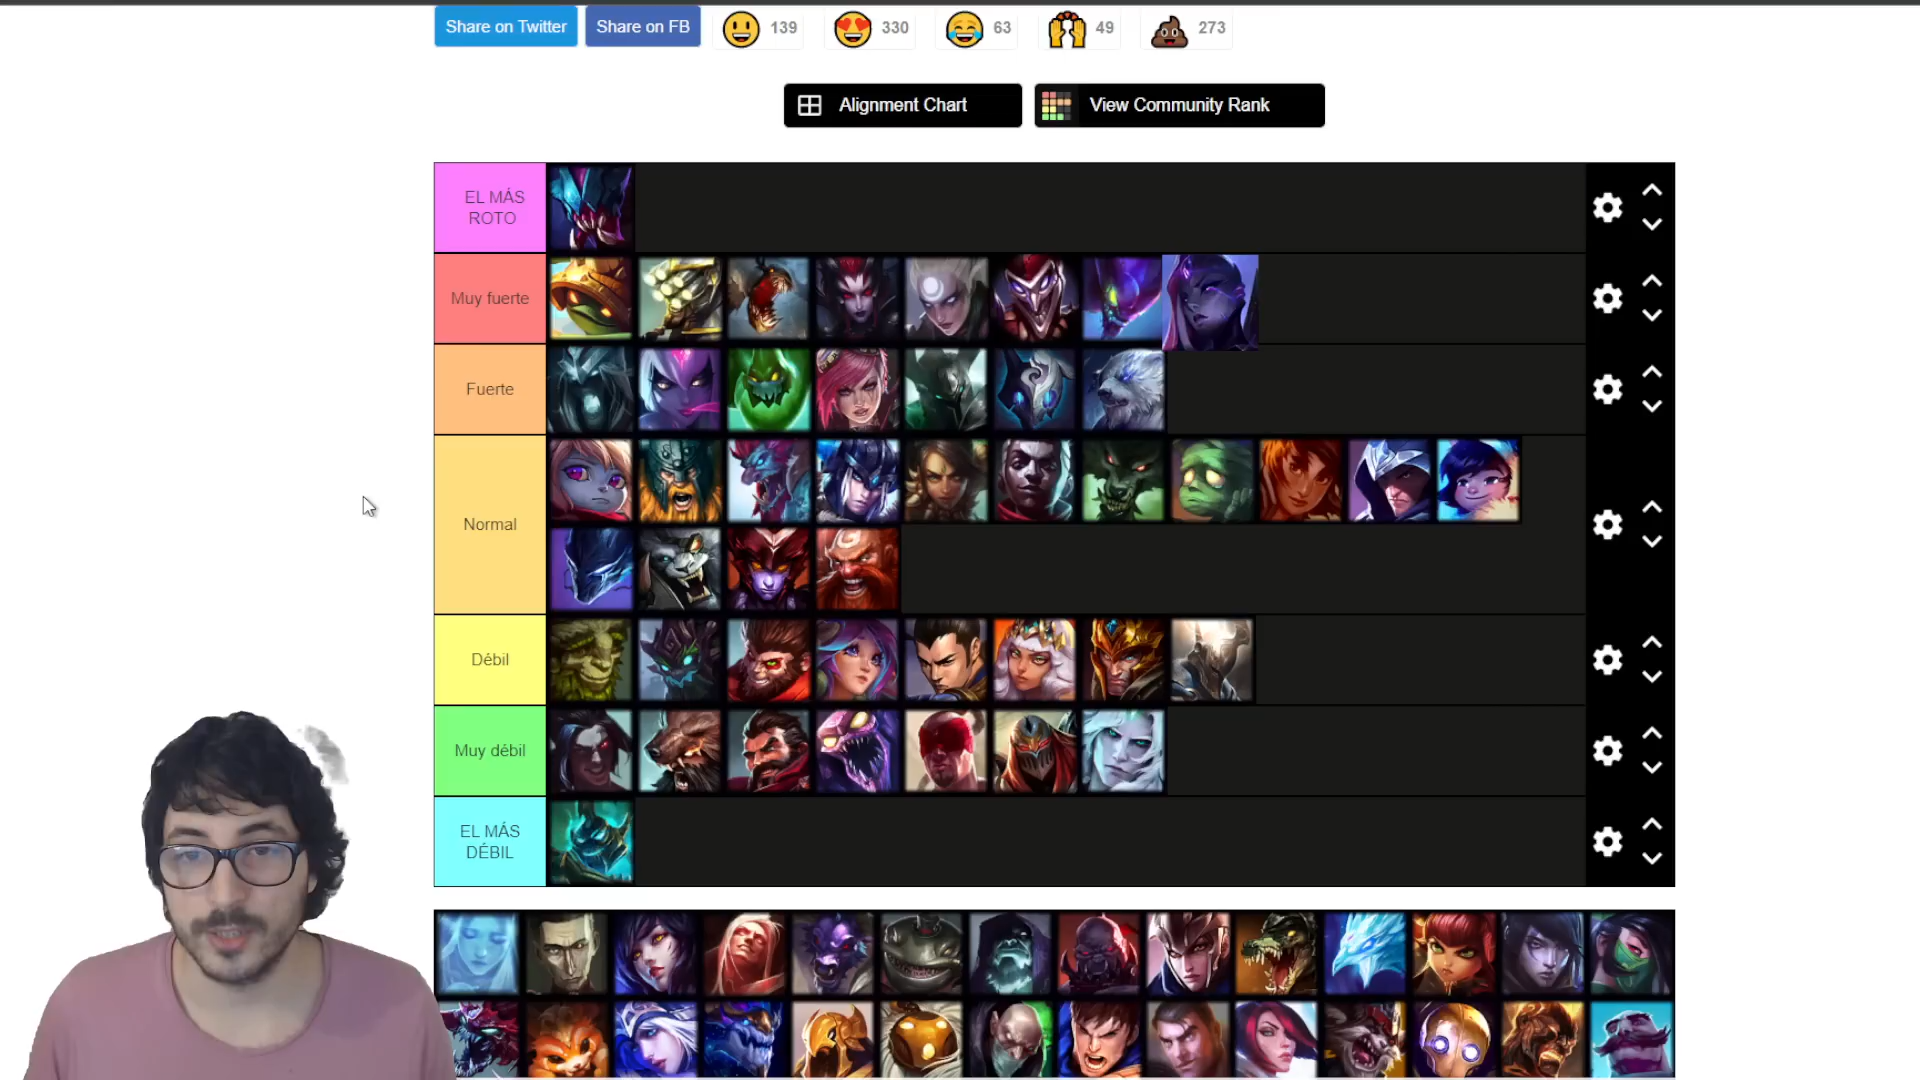 Share on Twitter
Share on FB
139
330
63
49
273
Alignment Chart
View Community Rank
EL MÁS
ROTO
Muy fuerte
Fuerte
Normal
Débil
Muy débil
EL MÁS
DÉBIL